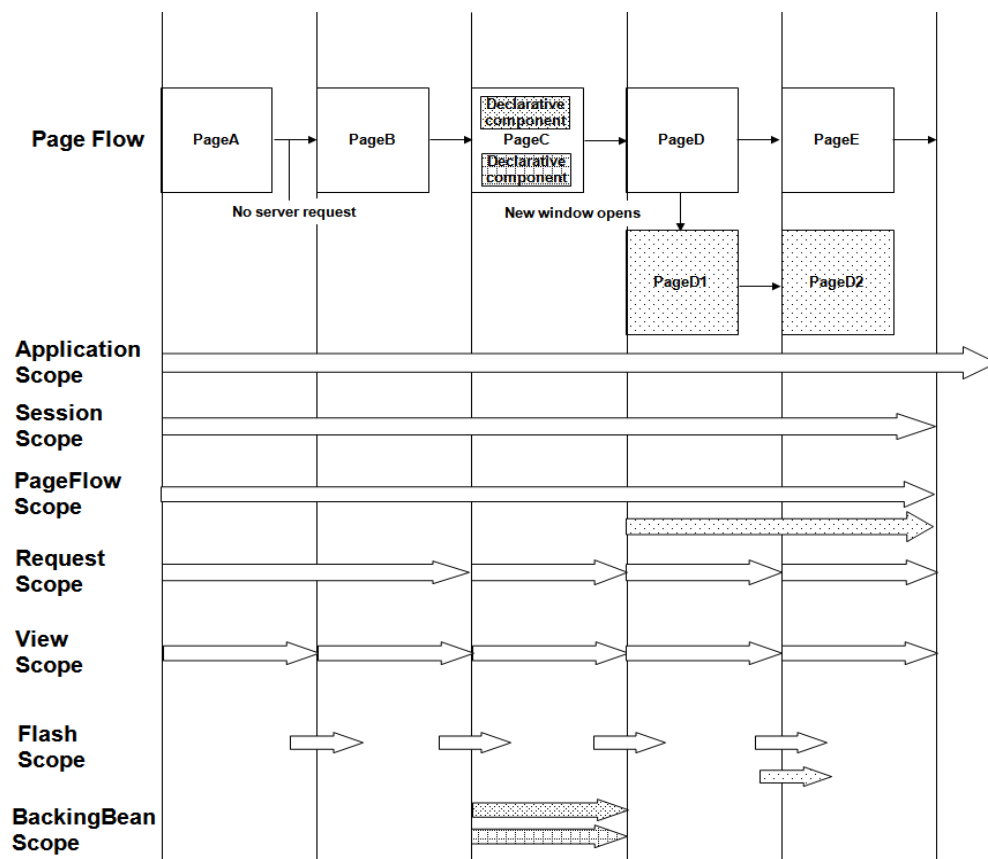 Declarative
component
Page Flow
PageA
PageB
PageC
PageD
PageE
Declarative
component
No server request
New window opens
PageD1
PageD2
Application
Scope
Session
Scope
PageFlow
Scope
Request
Scope
View
Scope
Flash
Scope
BackingBean
Scope